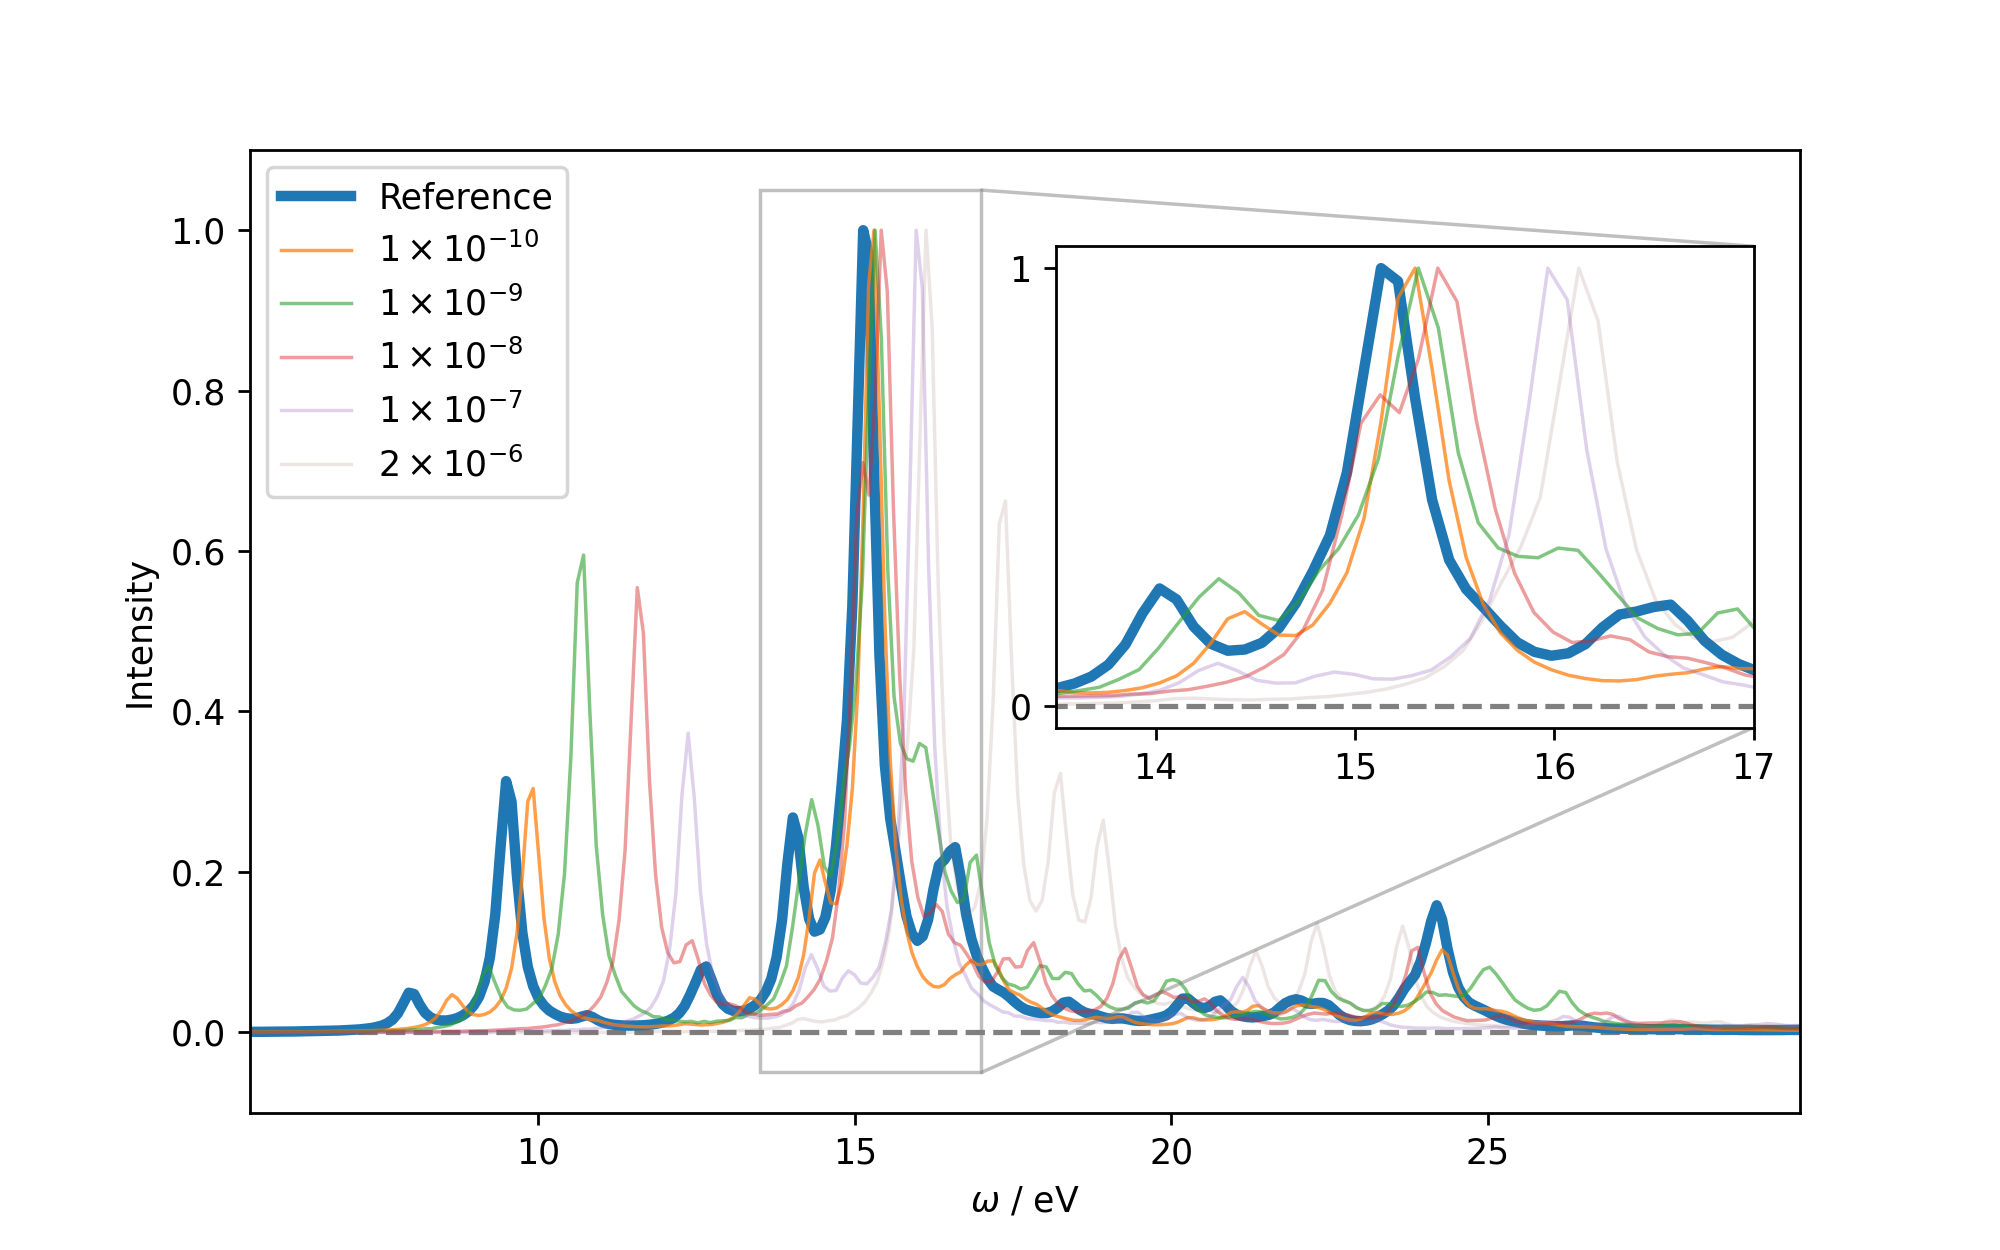 Reference
1 × 10⁻¹⁰
1 × 10⁻⁹
1 × 10⁻⁸
1 × 10⁻⁷
2 × 10⁻⁶
1
0
14 15 16 17
1.0
0.8
0.6
0.4
0.2
0.0
Intensity
10 15 20 25
ω / eV